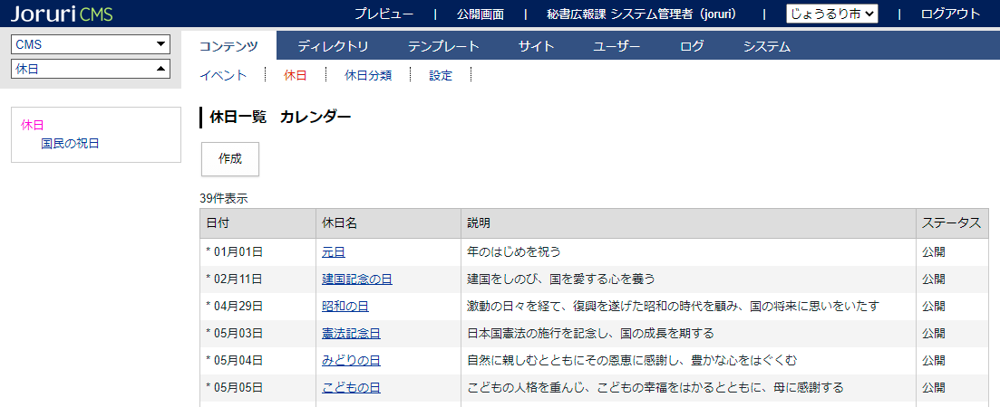 Joruri CMS
プレビュー | 公開画面 | 秘書広報課 システム管理者（joruri） | じょうるり市 | ログアウト
CMS
休日
コンテンツ ディレクトリ テンプレート サイト ユーザー ログ システム
イベント 休日 休日分類 設定
休日
国民の祝日
休日一覧 カレンダー
作成
39件表示
日付 休日名 説明 ステータス
* 01月01日 元日 年のはじめを祝う 公開
* 02月11日 建国記念の日 建国をしのび、国を愛する心を養う 公開
* 04月29日 昭和の日 激動の日々を経て、復興を遂げた昭和の時代を顧み、国の将来に思いをいたす 公開
* 05月03日 憲法記念日 日本国憲法の施行を記念し、国の成長を期する 公開
* 05月04日 みどりの日 自然に親しむとともにその恩恵に感謝し、豊かな心をはぐくむ 公開
* 05月05日 こどもの日 こどもの人格を重んじ、こどもの幸福をはかるとともに、母に感謝する 公開